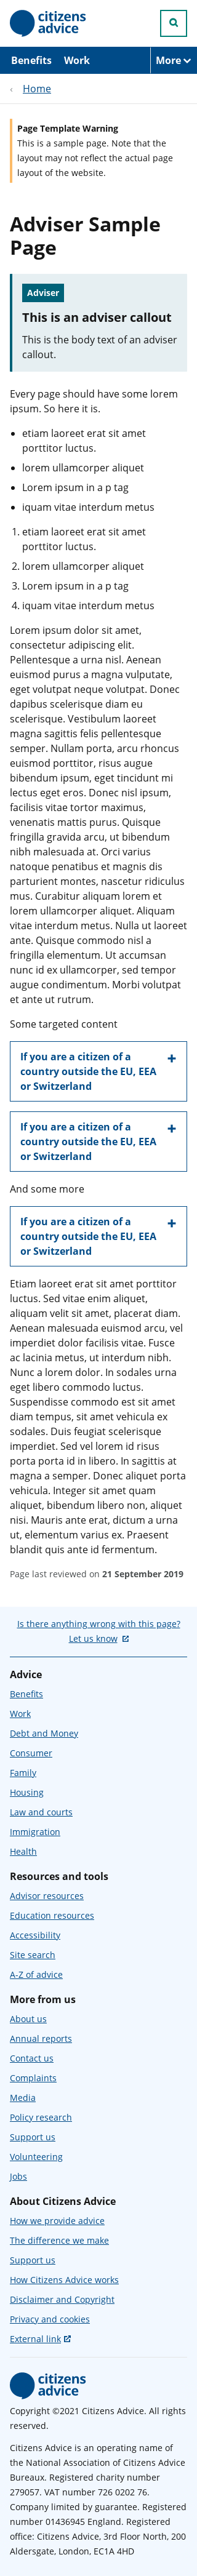 citizens
advice
Benefits Work More
‹ Home
Page Template Warning
This is a sample page. Note that the
layout may not reflect the actual page
layout of the website.
Adviser Sample
Page
Adviser
This is an adviser callout
This is the body text of an adviser
callout.
Every page should have some lorem
ipsum. So here it is.
• etiam laoreet erat sit amet
porttitor luctus.
• lorem ullamcorper aliquet
• Lorem ipsum in a p tag
• iquam vitae interdum metus
1. etiam laoreet erat sit amet
porttitor luctus.
2. lorem ullamcorper aliquet
3. Lorem ipsum in a p tag
4. iquam vitae interdum metus
Lorem ipsum dolor sit amet,
consectetur adipiscing elit.
Pellentesque a urna nisl. Aenean
euismod purus a magna vulputate,
eget volutpat neque volutpat. Donec
dapibus scelerisque diam eu
scelerisque. Vestibulum laoreet
magna sagittis felis pellentesque
semper. Nullam porta, arcu rhoncus
euismod porttitor, risus augue
bibendum ipsum, eget tincidunt mi
lectus eget eros. Donec nisl ipsum,
facilisis vitae tortor maximus,
venenatis mattis purus. Quisque
fringilla gravida arcu, ut bibendum
nibh malesuada at. Orci varius
natoque penatibus et magnis dis
parturient montes, nascetur ridiculus
mus. Curabitur aliquam lorem et
lorem ullamcorper aliquet. Aliquam
vitae interdum metus. Nulla ut laoreet
ante. Quisque commodo nisl a
fringilla elementum. Ut accumsan
nunc id ex ullamcorper, sed tempor
augue condimentum. Morbi volutpat
et ante ut rutrum.
Some targeted content
If you are a citizen of a
country outside the EU, EEA
or Switzerland
If you are a citizen of a
country outside the EU, EEA
or Switzerland
And some more
If you are a citizen of a
country outside the EU, EEA
or Switzerland
Etiam laoreet erat sit amet porttitor
luctus. Sed vitae enim aliquet,
aliquam velit sit amet, placerat diam.
Aenean malesuada euismod arcu, vel
imperdiet dolor facilisis vitae. Fusce
ac lacinia metus, ut interdum nibh.
Nunc a lorem dolor. In sodales urna
eget libero commodo luctus.
Suspendisse commodo est sit amet
diam tempus, sit amet vehicula ex
sodales. Duis feugiat scelerisque
imperdiet. Sed vel lorem id risus
porta porta id in libero. In sagittis at
magna a semper. Donec aliquet porta
vehicula. Integer sit amet quam
aliquet, bibendum libero non, aliquet
nisi. Mauris ante erat, dictum a urna
ut, elementum varius ex. Praesent
blandit quis ante id fermentum.
Page last reviewed on 21 September 2019
Is there anything wrong with this page?
Let us know
Advice
Benefits
Work
Debt and Money
Consumer
Family
Housing
Law and courts
Immigration
Health
Resources and tools
Advisor resources
Education resources
Accessibility
Site search
A-Z of advice
More from us
About us
Annual reports
Contact us
Complaints
Media
Policy research
Support us
Volunteering
Jobs
About Citizens Advice
How we provide advice
The difference we make
Support us
How Citizens Advice works
Disclaimer and Copyright
Privacy and cookies
External link
citizens
advice
Copyright ©2021 Citizens Advice. All rights
reserved.
Citizens Advice is an operating name of
the National Association of Citizens Advice
Bureaux. Registered charity number
279057. VAT number 726 0202 76.
Company limited by guarantee. Registered
number 01436945 England. Registered
office: Citizens Advice, 3rd Floor North, 200
Aldersgate, London, EC1A 4HD